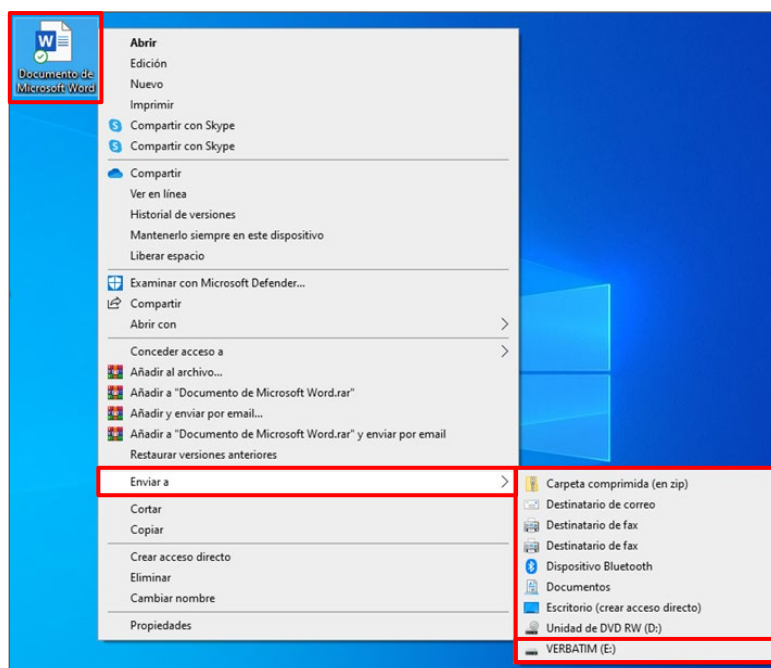 Documento de
Microsoft Word
Abrir
Edición
Nuevo
Imprimir
Compartir con Skype
Compartir con Skype
Compartir
Ver en línea
Historial de versiones
Mantenerlo siempre en este dispositivo
Liberar espacio
Examinar con Microsoft Defender...
Compartir
Abrir con
Conceder acceso a
Añadir al archivo...
Añadir a "Documento de Microsoft Word.rar"
Añadir y enviar por email...
Añadir a "Documento de Microsoft Word.rar" y enviar por email
Restaurar versiones anteriores
Enviar a
Cortar
Copiar
Crear acceso directo
Eliminar
Cambiar nombre
Propiedades
Carpeta comprimida (en zip)
Destinatario de correo
Destinatario de fax
Destinatario de fax
Dispositivo Bluetooth
Documentos
Escritorio (crear acceso directo)
Unidad de DVD RW (D:)
VERBATIM (E:)